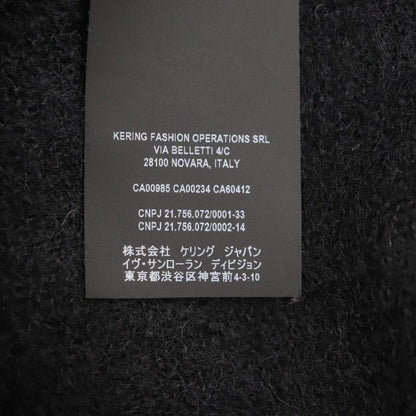 KERING FASHION OPERATIONS SRL
VIA BELLETTI 4/C
28100 NOVARA, ITALY
CA00985 CA00234 CA60412
CNPJ 21.756.072/0001-33
CNPJ 21.756.072/0002-14
株式会社 ケリング ジャパン
イヴ・サンローラン ディビジョン
東京都渋谷区神宮前4-3-10